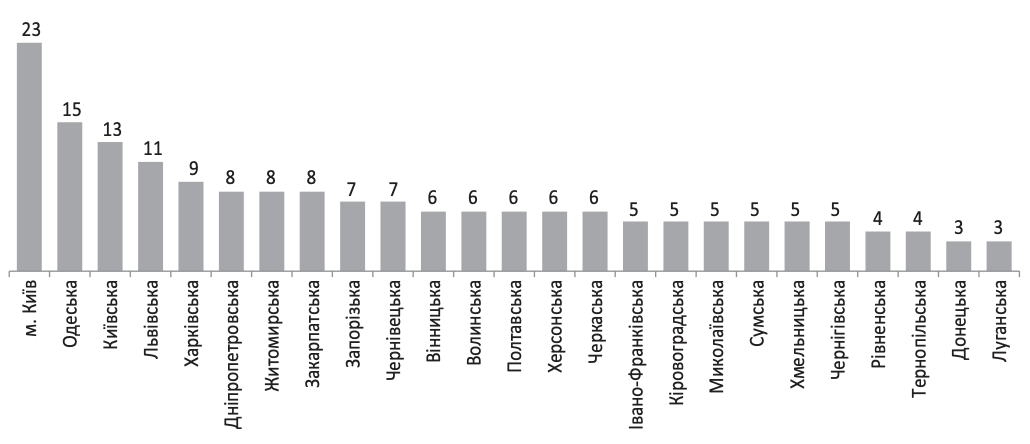 23
15
13
11
9
8
8
8
7
7
6
6
6
6
6
5
5
5
5
5
5
4
4
3
3
м. Київ
Одеська
Київська
Львівська
Харківська
Дніпропетровська
Житомирська
Закарпатська
Запорізька
Чернівецька
Вінницька
Волинська
Полтавська
Херсонська
Черкаська
Івано-Франківська
Кіровоградська
Миколаївська
Сумська
Хмельницька
Чернігівська
Рівненська
Тернопільська
Донецька
Луганська